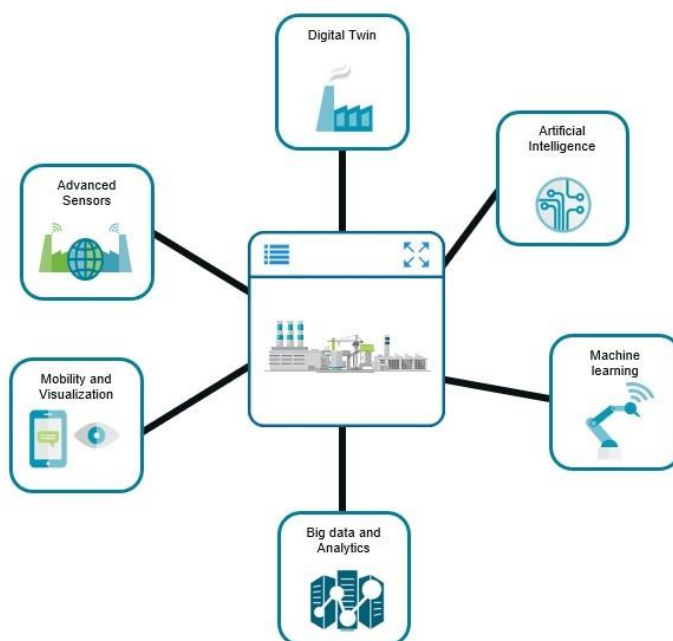 Digital Twin
Artificial
Intelligence
Advanced
Sensors
Machine
learning
Mobility and
Visualization
Big data and
Analytics